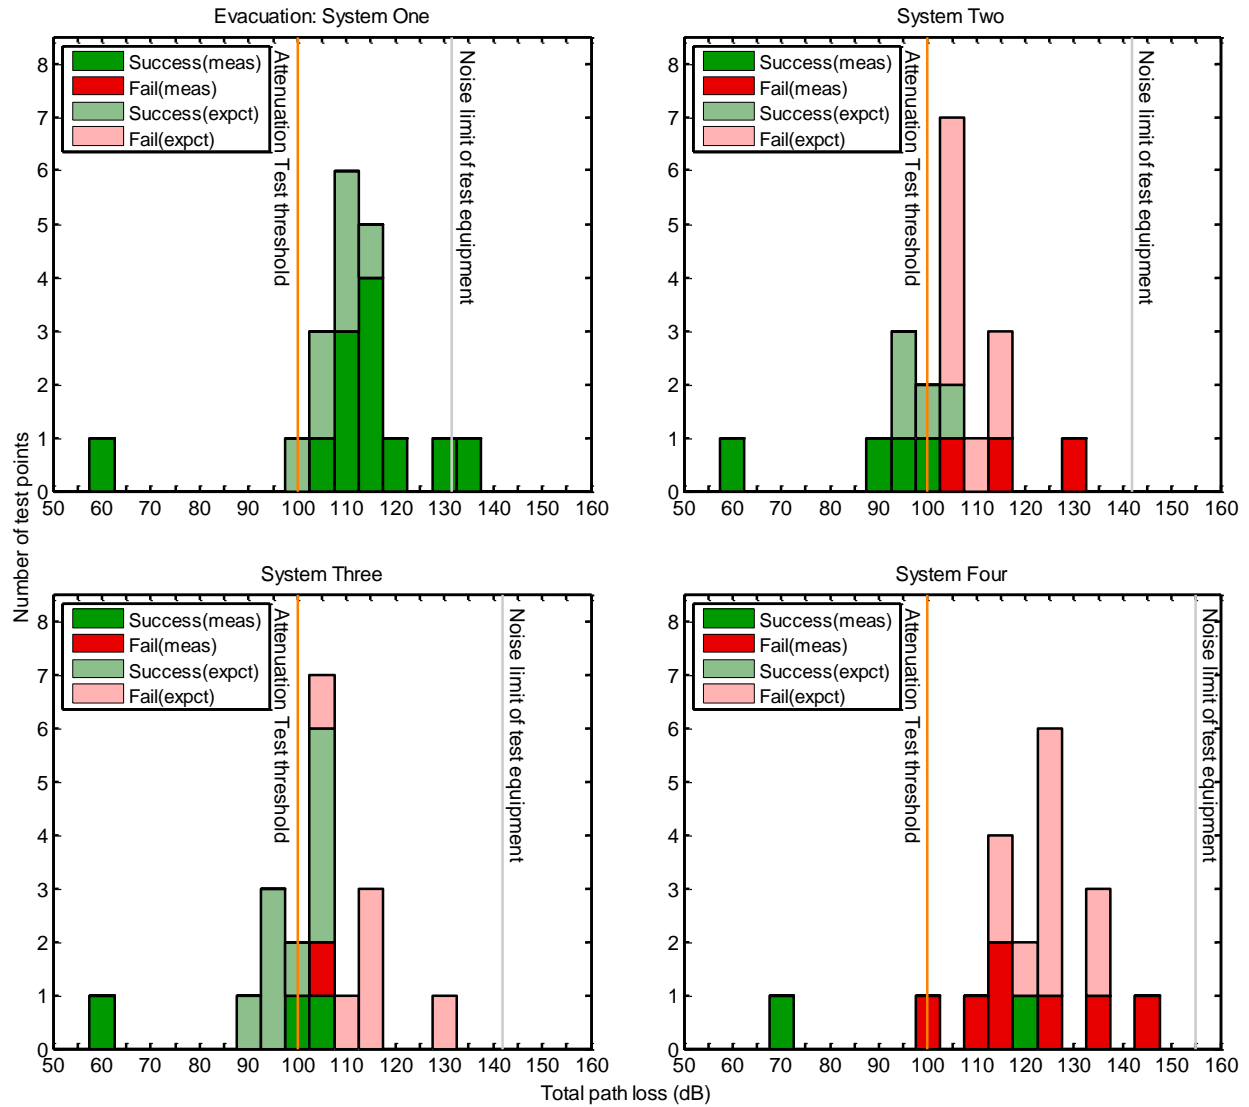 Evacuation: System One
8
7
6
5
4
3
2
1
0
Success(meas)
Fail(meas)
Success(expct)
Fail(expct)
Attenuation Test threshold
Noise limit of test equipment
50 60 70 80 90 100 110 120 130 140 150 160
System Two
8
7
6
5
4
3
2
1
0
Success(meas)
Fail(meas)
Success(expct)
Fail(expct)
Attenuation Test threshold
Noise limit of test equipment
50 60 70 80 90 100 110 120 130 140 150 160
Number of test points
System Three
8
7
6
5
4
3
2
1
0
Success(meas)
Fail(meas)
Success(expct)
Fail(expct)
Attenuation Test threshold
Noise limit of test equipment
50 60 70 80 90 100 110 120 130 140 150 160
System Four
8
7
6
5
4
3
2
1
0
Success(meas)
Fail(meas)
Success(expct)
Fail(expct)
Attenuation Test threshold
Noise limit of test equipment
50 60 70 80 90 100 110 120 130 140 150 160
Total path loss (dB)